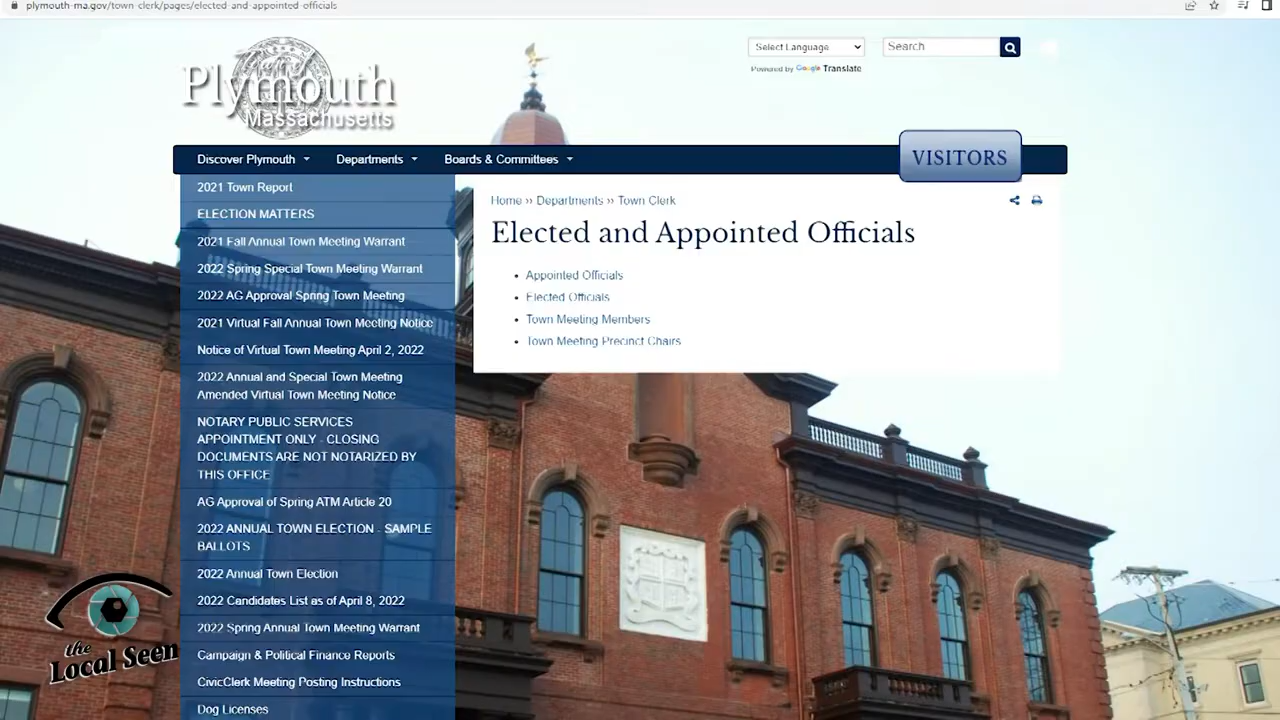 plymouth-ma.gov/town-clerk/pages/elected-and-appointed-officials
Select Language
Search
Powered by Google Translate
Plymouth
Massachusetts
Discover Plymouth
Departments
Boards & Committees
VISITORS
2021 Town Report
ELECTION MATTERS
2021 Fall Annual Town Meeting Warrant
2022 Spring Special Town Meeting Warrant
2022 AG Approval Spring Town Meeting
2021 Virtual Fall Annual Town Meeting Notice
Notice of Virtual Town Meeting April 2, 2022
2022 Annual and Special Town Meeting
Amended Virtual Town Meeting Notice
NOTARY PUBLIC SERVICES
APPOINTMENT ONLY - CLOSING
DOCUMENTS ARE NOT NOTARIZED BY
THIS OFFICE
AG Approval of Spring ATM Article 20
2022 ANNUAL TOWN ELECTION - SAMPLE
BALLOTS
2022 Annual Town Election
2022 Candidates List as of April 8, 2022
2022 Spring Annual Town Meeting Warrant
Campaign & Political Finance Reports
CivicClerk Meeting Posting Instructions
Dog Licenses
Home ›› Departments ›› Town Clerk
Elected and Appointed Officials
• Appointed Officials
• Elected Officials
• Town Meeting Members
• Town Meeting Precinct Chairs
the
Local Seen